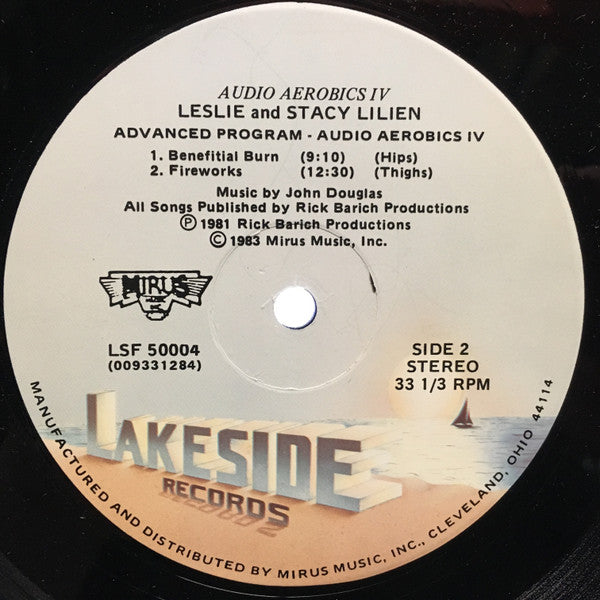 AUDIO AEROBICS IV
LESLIE and STACY LILIEN
ADVANCED PROGRAM - AUDIO AEROBICS IV
1. Benefitial Burn (9:10) (Hips)
2. Fireworks (12:30) (Thighs)
Music by John Douglas
All Songs Published by Rick Barich Productions
Ⓟ 1981 Rick Barich Productions
© 1983 Mirus Music, Inc.
MIRUS
LSF 50004
(009331284)
SIDE 2
STEREO
33 1/3 RPM
LAKESIDE
RECORDS
MANUFACTURED AND DISTRIBUTED BY MIRUS MUSIC, INC., CLEVELAND, OHIO 44114